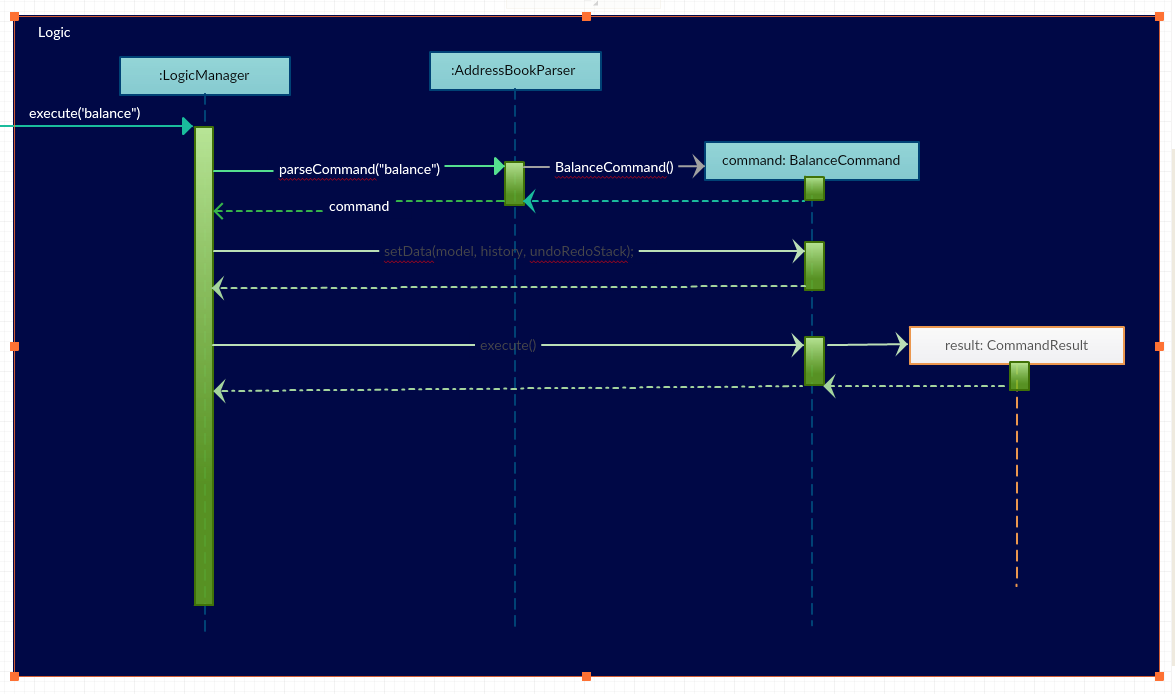 Logic
:LogicManager
:AddressBookParser
execute('balance")
parseCommand("balance")
BalanceCommand()
command: BalanceCommand
command
setData(model, history, undoRedoStack);
execute()
result: CommandResult